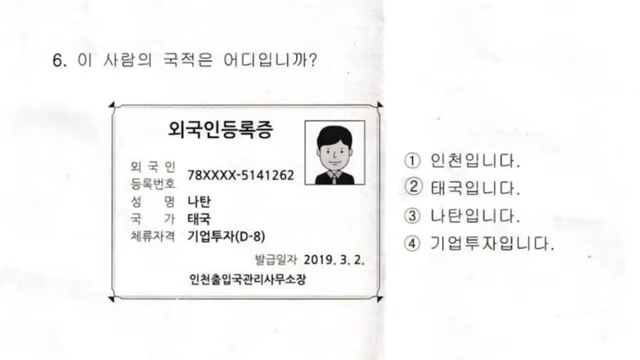 6. 이 사람의 국적은 어디입니까?
외국인등록증
외국인
등록번호 78XXXX-5141262
성 명 나탄
국 가 태국
체류자격 기업투자(D-8)
발급일자 2019. 3. 2.
인천출입국관리사무소장
① 인천입니다.
② 태국입니다.
③ 나탄입니다.
④ 기업투자입니다.